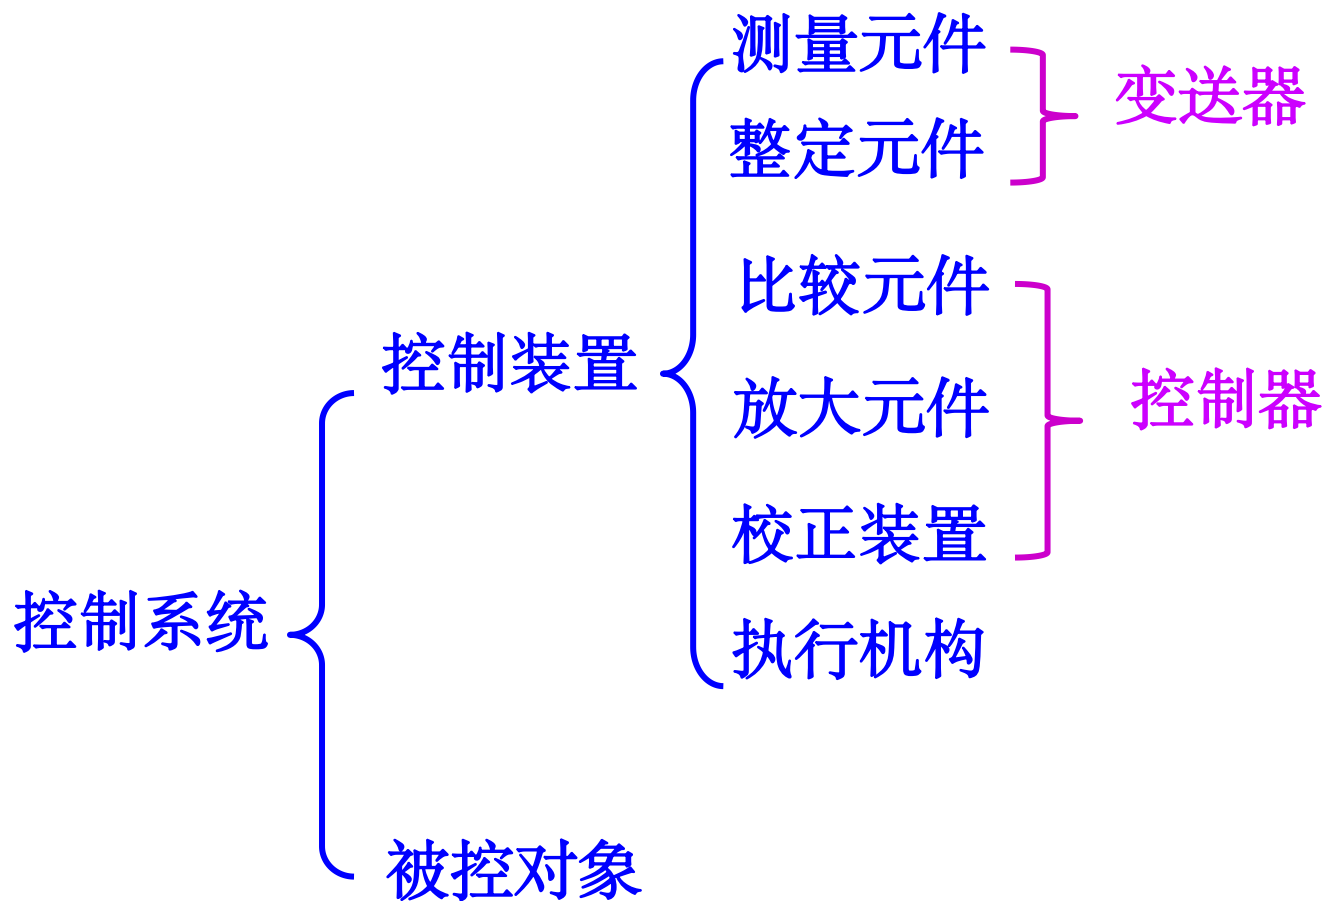 测量元件
变送器
整定元件
比较元件
控制装置
放大元件
控制器
校正装置
控制系统
执行机构
被控对象